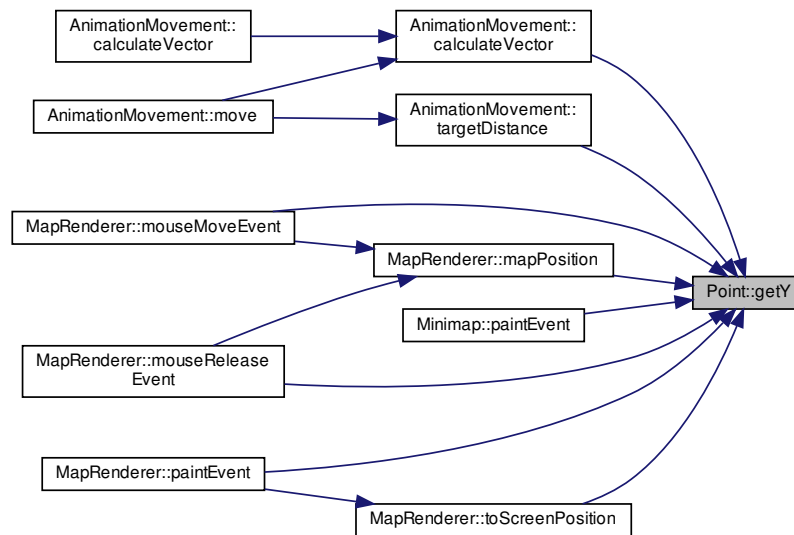 AnimationMovement::
calculateVector
AnimationMovement::
calculateVector
AnimationMovement::move
AnimationMovement::
targetDistance
MapRenderer::mouseMoveEvent
MapRenderer::mapPosition
Point::getY
Minimap::paintEvent
MapRenderer::mouseRelease
Event
MapRenderer::paintEvent
MapRenderer::toScreenPosition